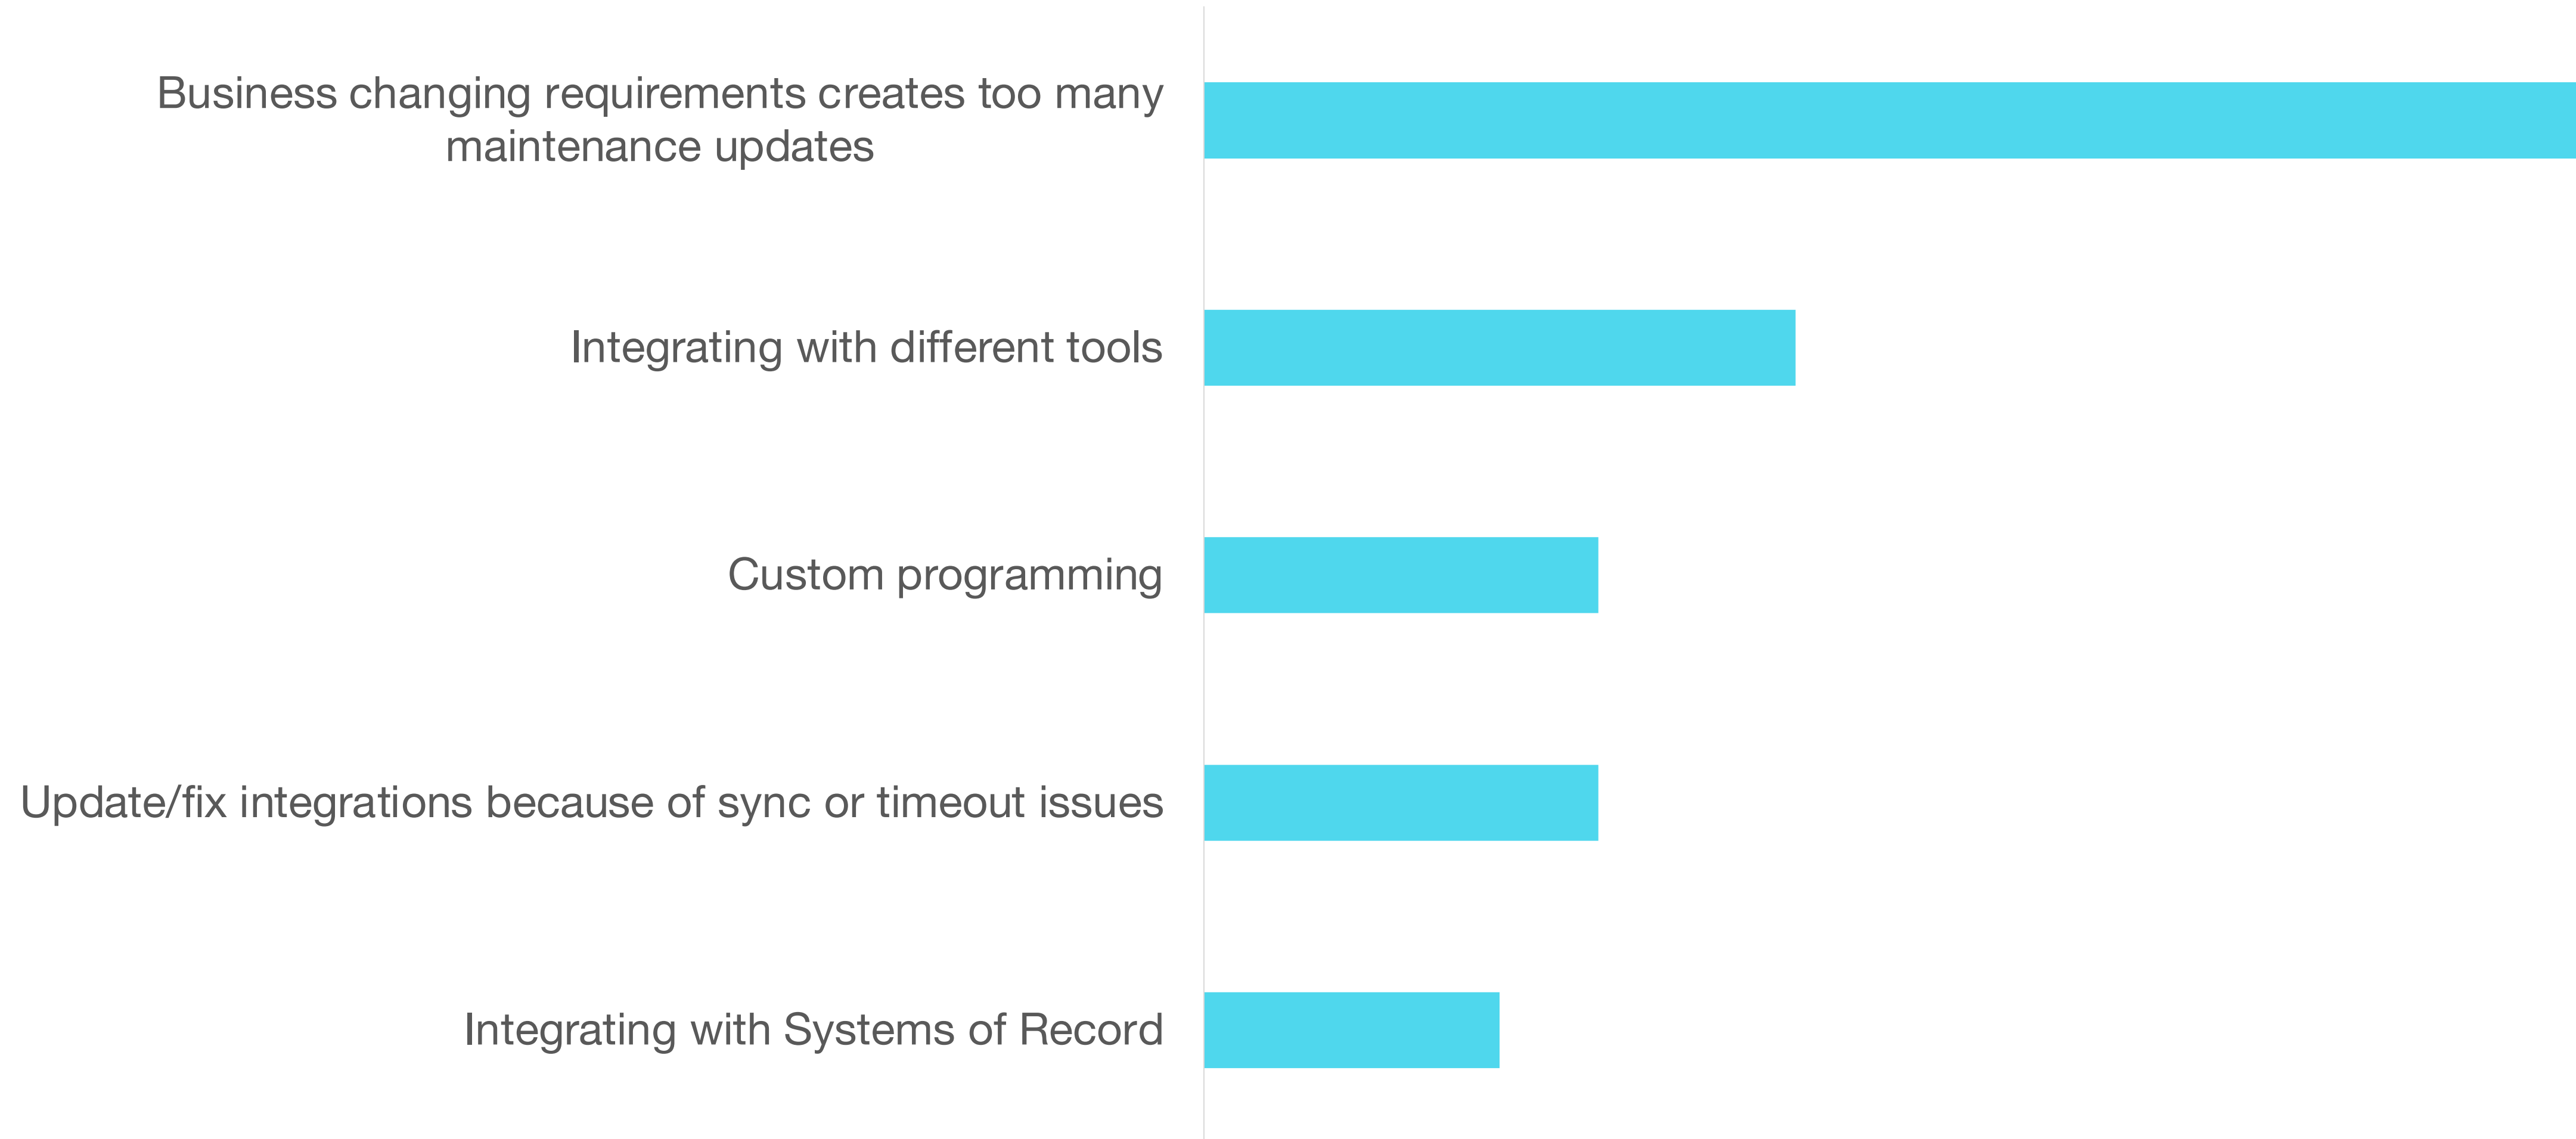 Business changing requirements creates too many
maintenance updates
Integrating with different tools
Custom programming
Update/fix integrations because of sync or timeout issues
Integrating with Systems of Record